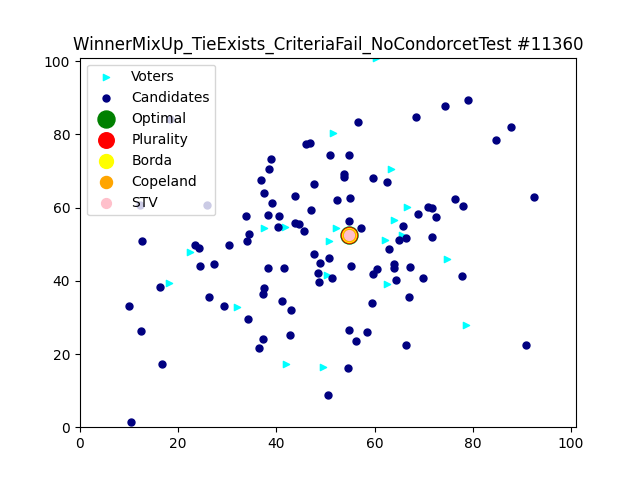 WinnerMixUp_TieExists_CriteriaFail_NoCondorcetTest #11360
100
80
60
40
20
0
Voters
Candidates
Optimal
Plurality
Borda
Copeland
STV
0 20 40 60 80 100